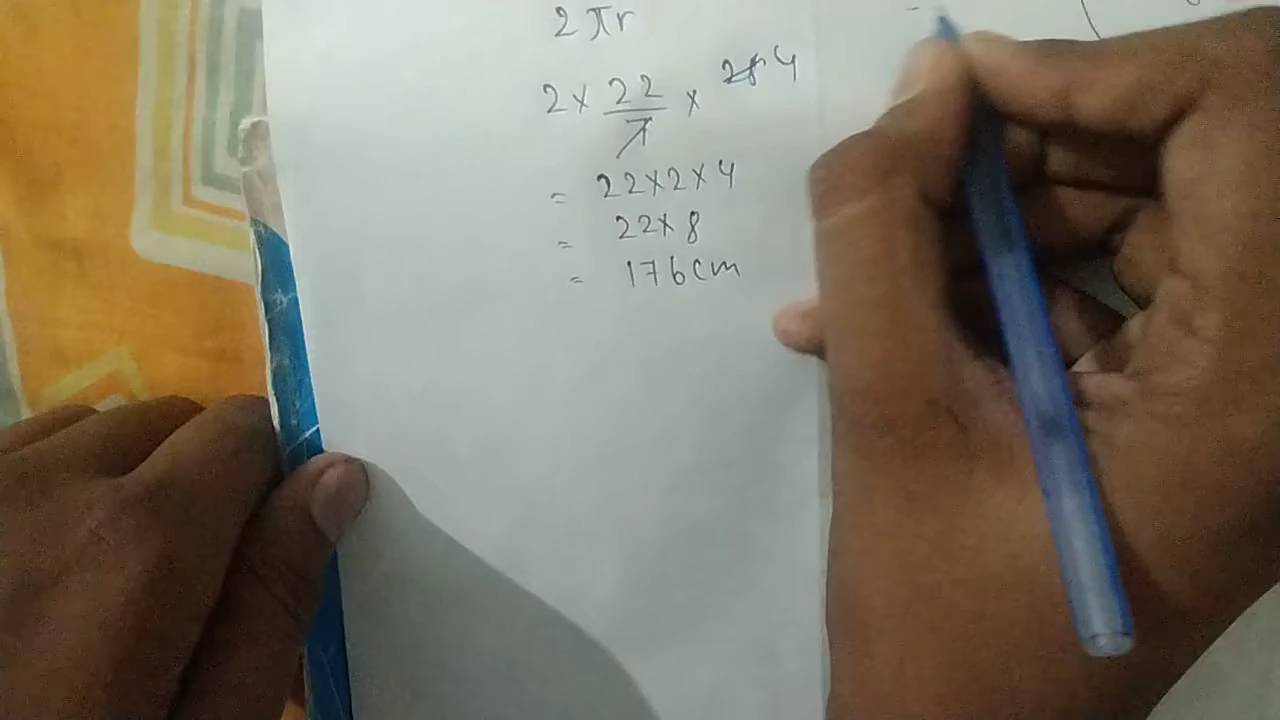 2πr
2 × 22/7 × 28 4
= 22×2×4
= 22×8
= 176cm